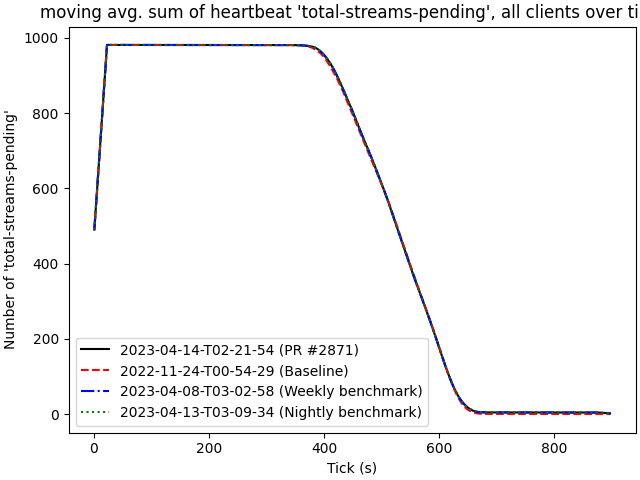 moving avg. sum of heartbeat 'total-streams-pending', all clients over ti
1000
800
600
400
200
0
Number of 'total-streams-pending'
2023-04-14-T02-21-54 (PR #2871)
2022-11-24-T00-54-29 (Baseline)
2023-04-08-T03-02-58 (Weekly benchmark)
2023-04-13-T03-09-34 (Nightly benchmark)
0 200 400 600 800
Tick (s)